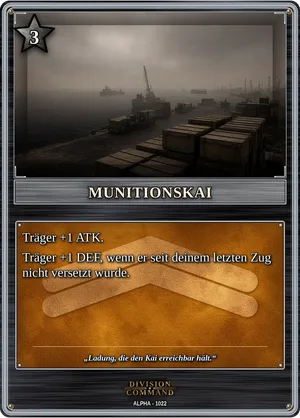 3
MUNITIONSKAI
Träger +1 ATK.
Träger +1 DEF, wenn er seit deinem letzten Zug
nicht versetzt wurde.
„Ladung, die den Kai erreichbar hält.“
DIVISION
COMMAND
ALPHA - 1022